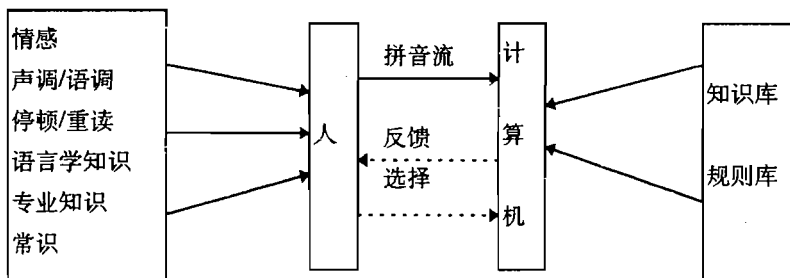 情感
声调/语调
停顿/重读
语言学知识
专业知识
常识
人
拼音流
反馈
选择
计
算
机
知识库
规则库